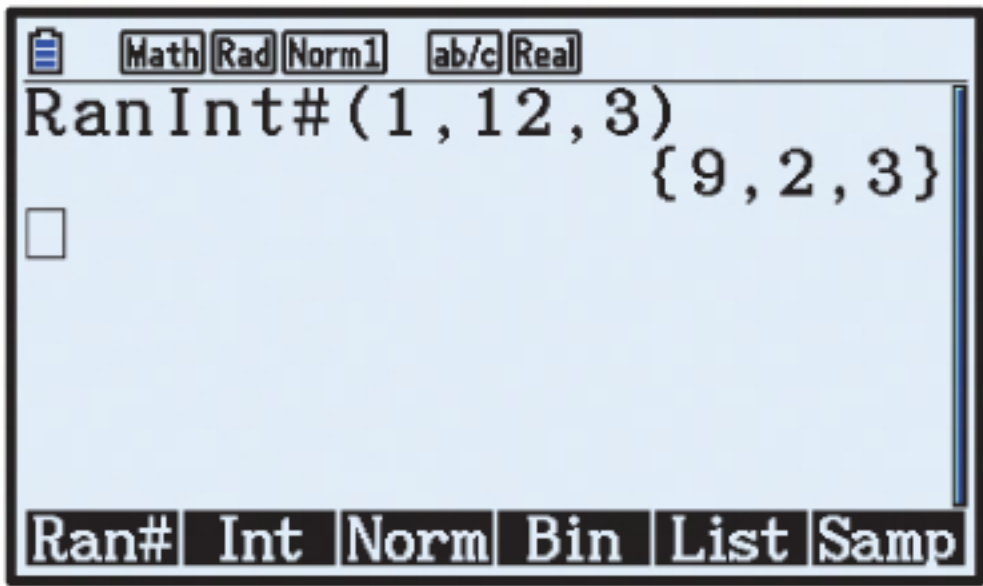 Math Rad Norm1 ab/c Real
RanInt#(1,12,3)
{9,2,3}
Ran# Int Norm Bin List Samp